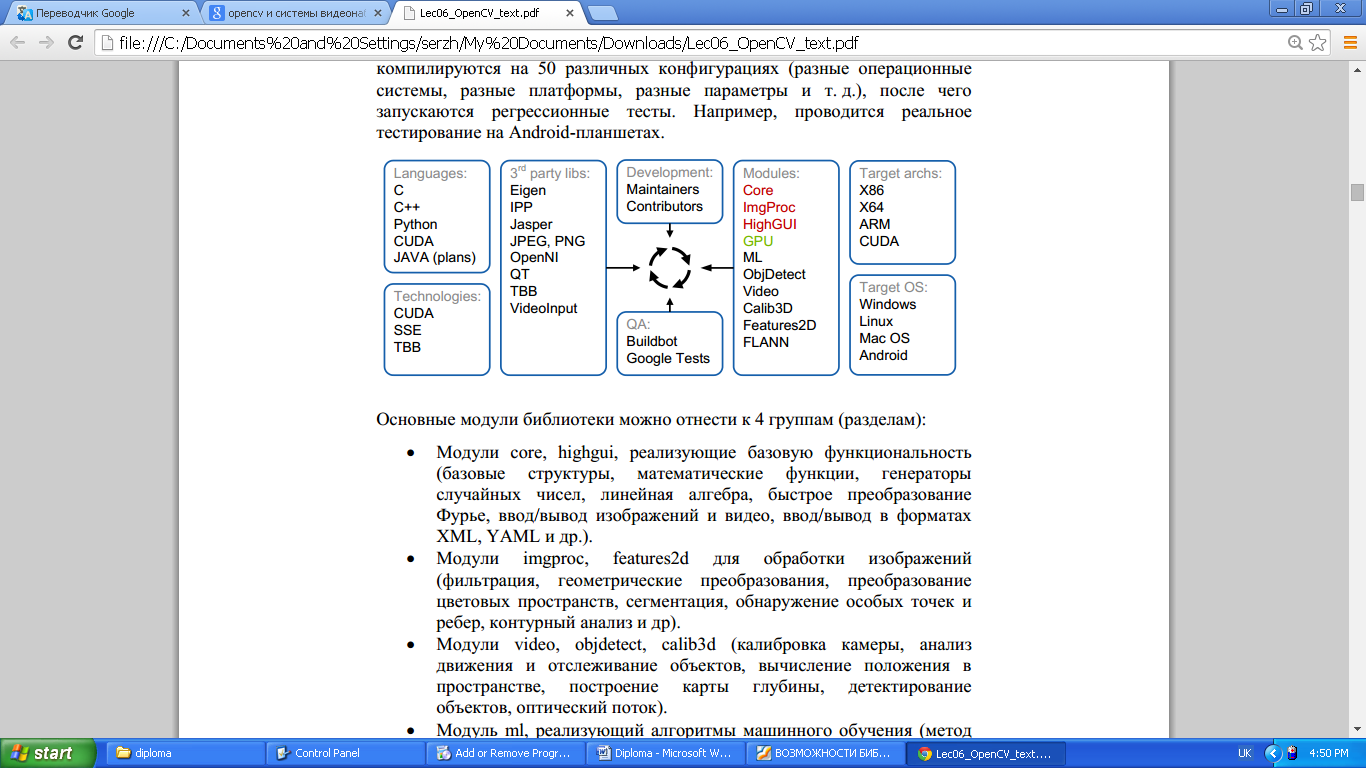 Переводчик Google
opencv и системы видеонаб
Lec06_OpenCV_text.pdf
file:///C:/Documents%20and%20Settings/serzh/My%20Documents/Downloads/Lec06_OpenCV_text.pdf
компилируются на 50 различных конфигурациях (разные операционные
системы, разные платформы, разные параметры и т. д.), после чего
запускаются регрессионные тесты. Например, проводится реальное
тестирование на Android-планшетах.
Languages:
C
C++
Python
CUDA
JAVA (plans)
Technologies:
CUDA
SSE
TBB
3rd party libs:
Eigen
IPP
Jasper
JPEG, PNG
OpenNI
QT
TBB
VideoInput
Development:
Maintainers
Contributors
QA:
Buildbot
Google Tests
Modules:
Core
ImgProc
HighGUI
GPU
ML
ObjDetect
Video
Calib3D
Features2D
FLANN
Target archs:
X86
X64
ARM
CUDA
Target OS:
Windows
Linux
Mac OS
Android
Основные модули библиотеки можно отнести к 4 группам (разделам):
• Модули core, highgui, реализующие базовую функциональность
(базовые структуры, математические функции, генераторы
случайных чисел, линейная алгебра, быстрое преобразование
Фурье, ввод/вывод изображений и видео, ввод/вывод в форматах
XML, YAML и др.).
• Модули imgproc, features2d для обработки изображений
(фильтрация, геометрические преобразования, преобразование
цветовых пространств, сегментация, обнаружение особых точек и
ребер, контурный анализ и др).
• Модули video, objdetect, calib3d (калибровка камеры, анализ
движения и отслеживание объектов, вычисление положения в
пространстве, построение карты глубины, детектирование
объектов, оптический поток).
• Модуль ml, реализующий алгоритмы машинного обучения (метод
start
diploma
Control Panel
Add or Remove Progr...
Diploma - Microsoft W...
ВОЗМОЖНОСТИ БИБ...
Lec06_OpenCV_text....
UK
4:50 PM